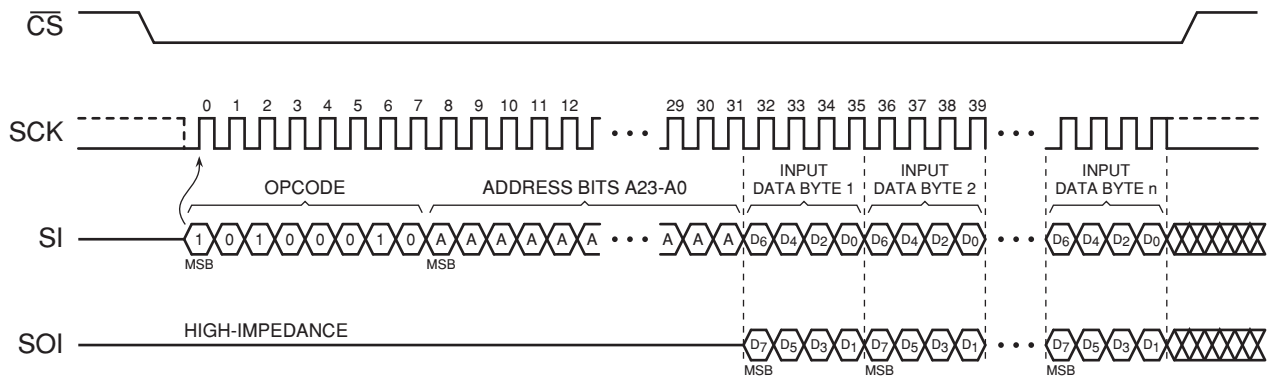 CS
SCK
0 1 2 3 4 5 6 7 8 9 10 11 12 29 30 31 32 33 34 35 36 37 38 39
OPCODE
ADDRESS BITS A23-A0
INPUT
DATA BYTE 1
INPUT
DATA BYTE 2
INPUT
DATA BYTE n
SI
1 0 1 0 0 0 1 0 A A A A A A A A A D6 D4 D2 D0 D6 D4 D2 D0 D6 D4 D2 D0
MSB MSB
HIGH-IMPEDANCE
SOI
D7 D5 D3 D1 D7 D5 D3 D1 D7 D5 D3 D1
MSB MSB MSB